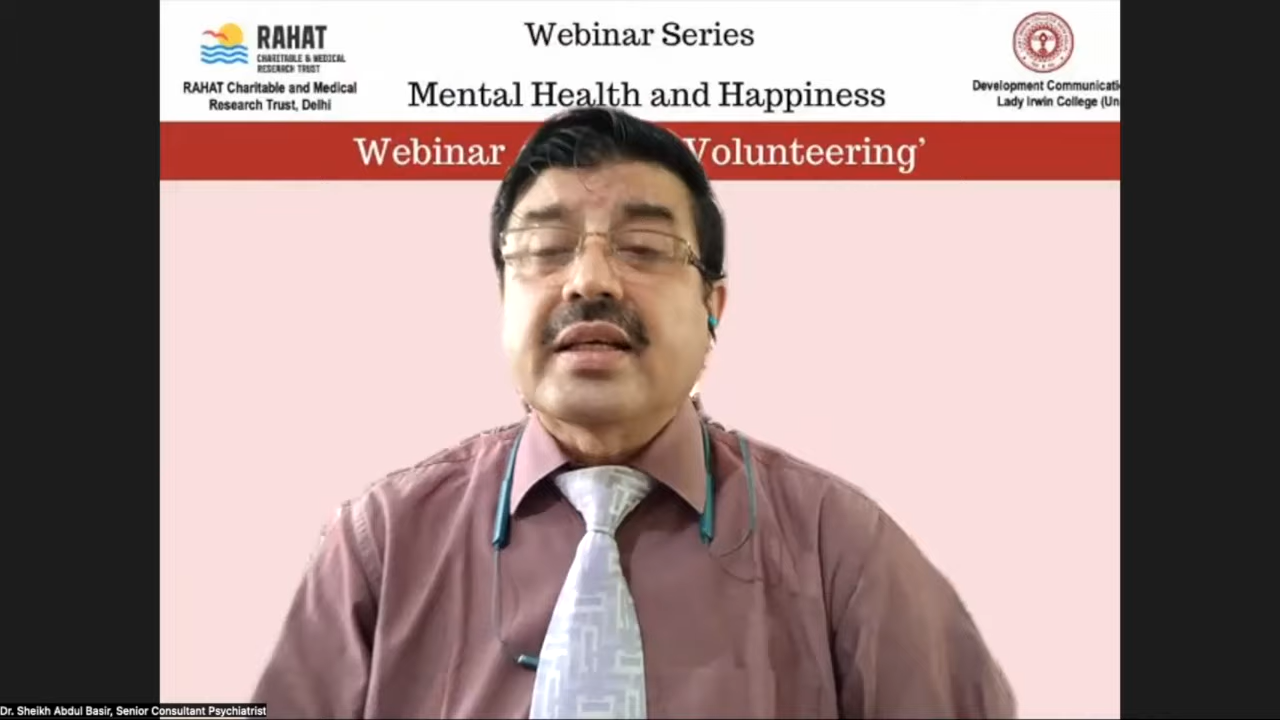 RAHAT
CHARITABLE & MEDICAL
RESEARCH TRUST
RAHAT Charitable and Medical
Research Trust, Delhi
Webinar Series
Mental Health and Happiness
Development Communicati
Lady Irwin College (Un
Webinar Volunteering’
Dr. Sheikh Abdul Basir, Senior Consultant Psychiatrist